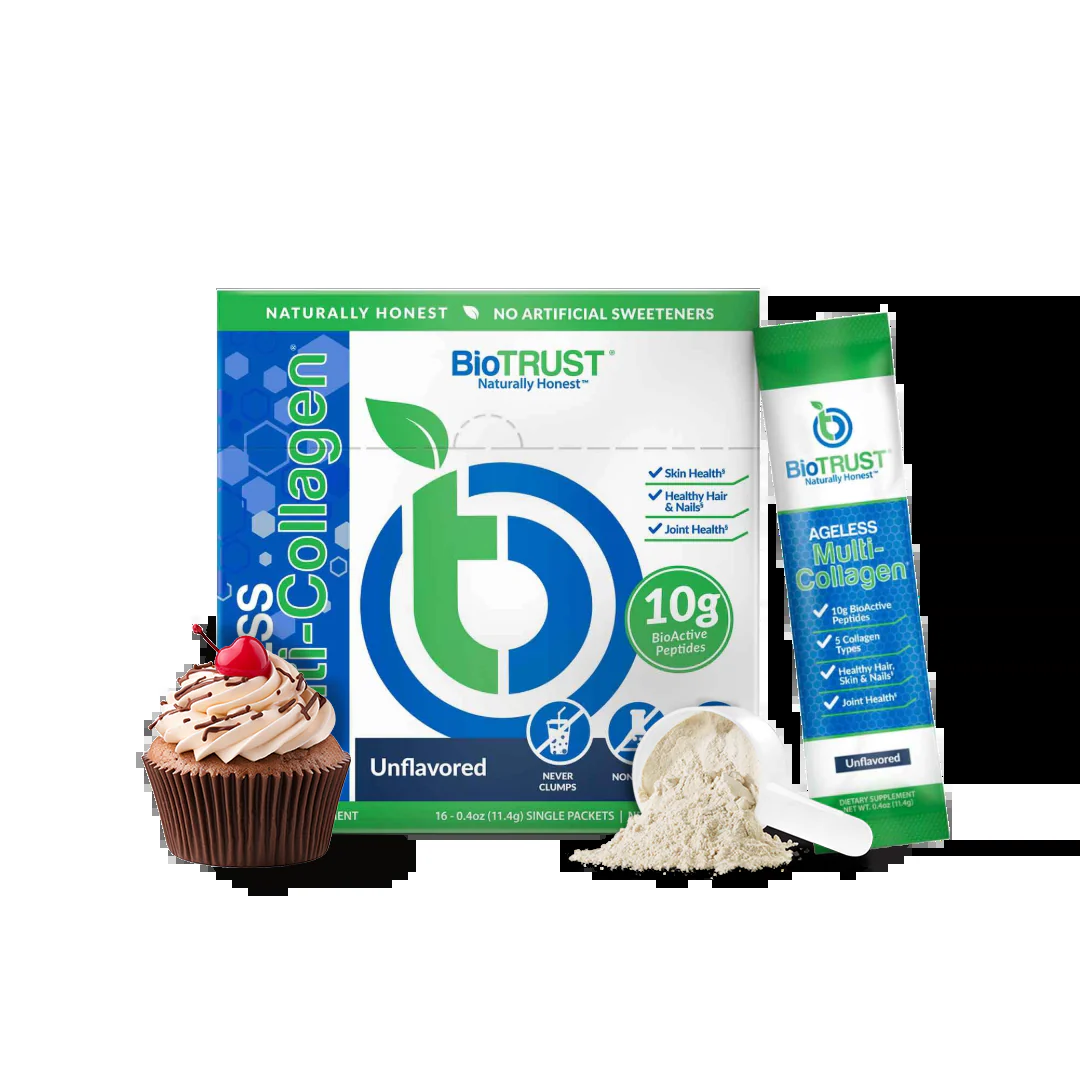 NATURALLY HONEST NO ARTIFICIAL SWEETENERS
BioTRUST®
Naturally Honest™
Multi-Collagen®
Skin Health§
Healthy Hair
& Nails§
Joint Health§
10g
BioActive
Peptides
Unflavored
NEVER
CLUMPS
16 - 0.4oz (11.4g) SINGLE PACKETS |
BioTRUST®
Naturally Honest™
AGELESS
Multi-
Collagen®
10g BioActive
Peptides
5 Collagen
Types
Healthy Hair,
Skin & Nails§
Joint Health§
Unflavored
DIETARY SUPPLEMENT
NET WT. 0.4oz (11.4g)